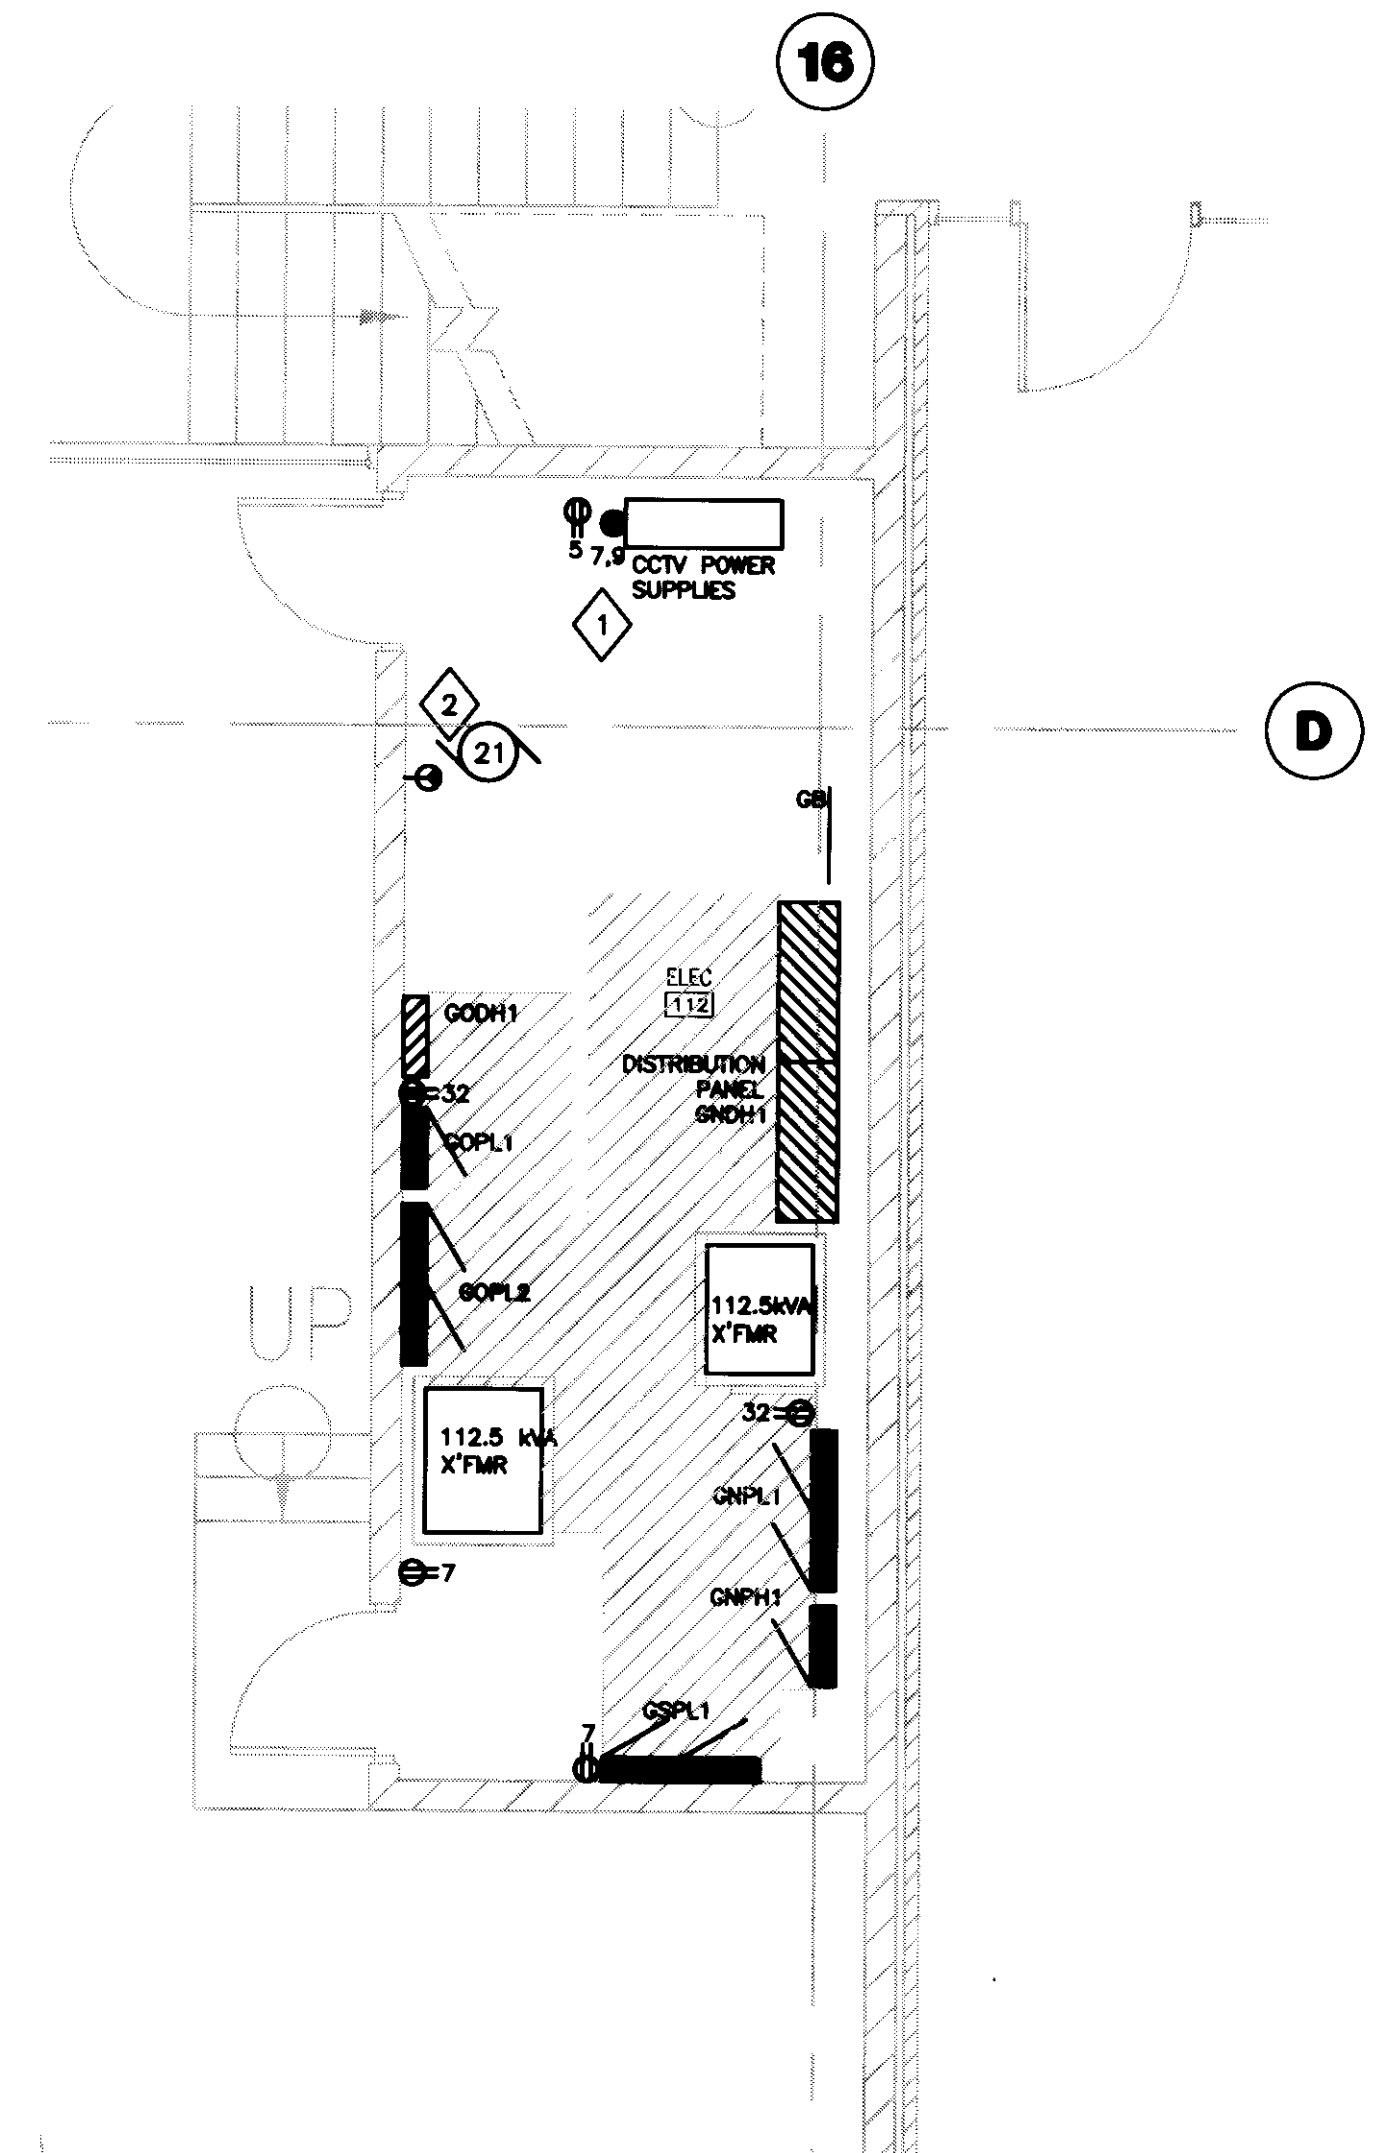 16
5
7,9
CCTV POWER
SUPPLIES
1
2
21
D
GB
ELEC
112
GODH1
DISTRIBUTION
PANEL
GNDH1
32
GOPL1
GOPL2
UP
112.5kVA
X'FMR
32
112.5 kVA
X'FMR
GNPL1
7
GNPH1
GSPL1
7